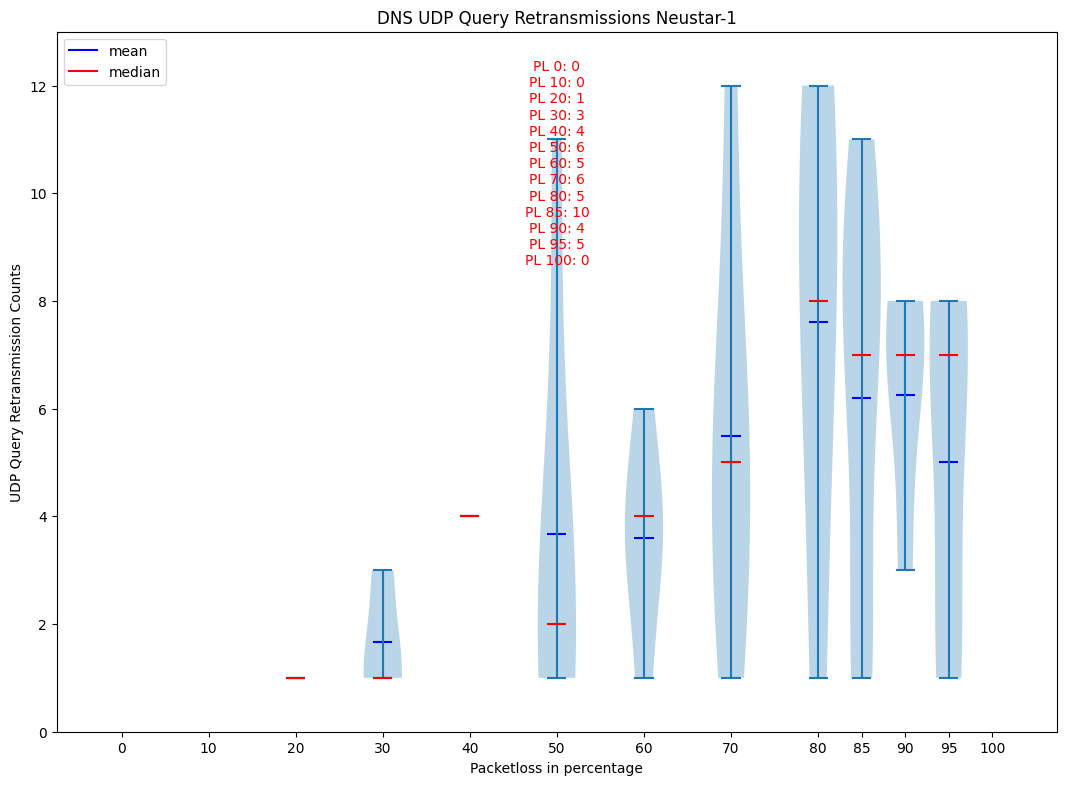 DNS UDP Query Retransmissions Neustar-1
mean
median
PL 0: 0
PL 10: 0
PL 20: 1
PL 30: 3
PL 40: 4
PL 50: 6
PL 60: 5
PL 70: 6
PL 80: 5
PL 85: 10
PL 90: 4
PL 95: 5
PL 100: 0
UDP Query Retransmission Counts
12
10
8
6
4
2
0
0 10 20 30 40 50 60 70 80 85 90 95 100
Packetloss in percentage